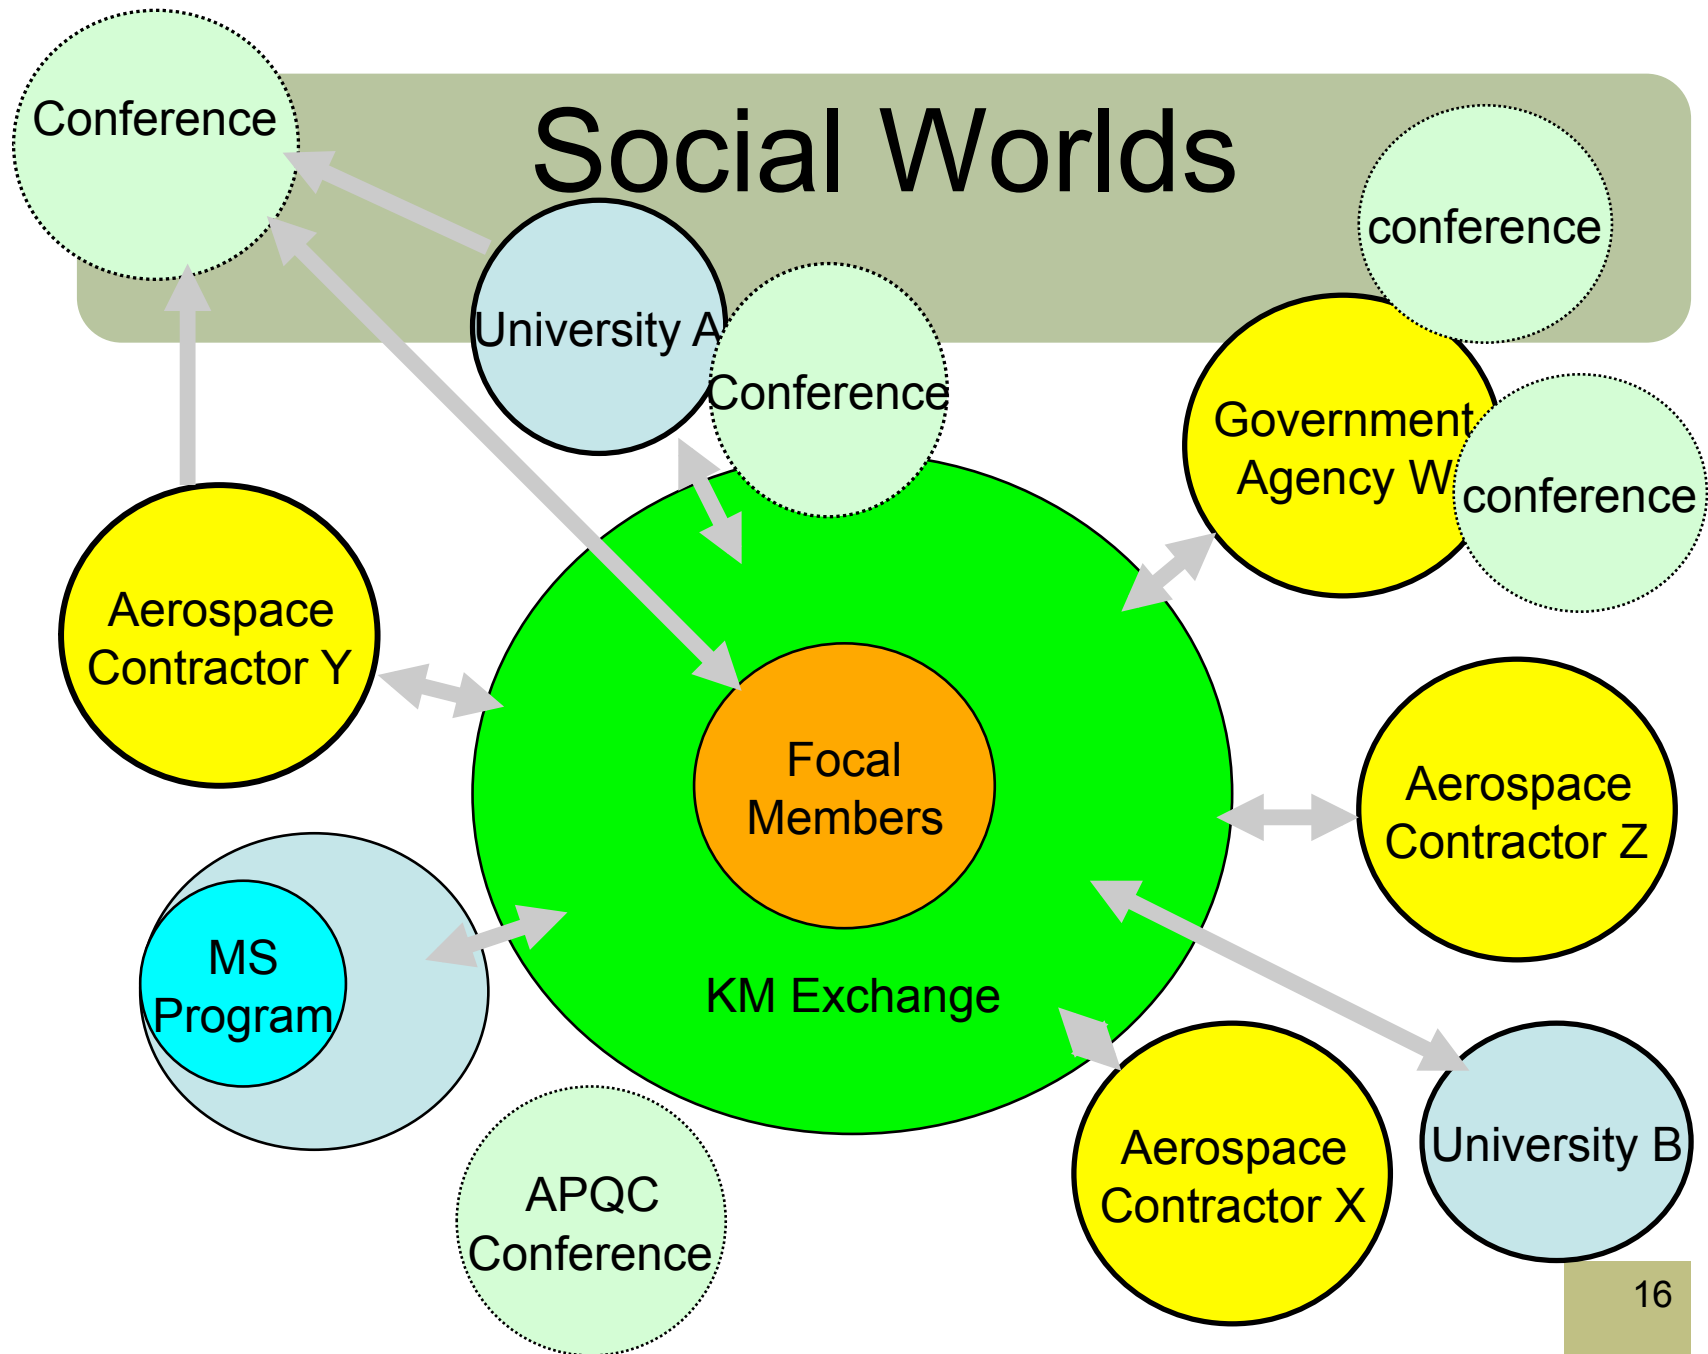 Conference
Social Worlds
conference
University A
Conference
Government
Agency W
conference
Aerospace
Contractor Y
Focal
Members
Aerospace
Contractor Z
MS
Program
KM Exchange
Aerospace
Contractor X
University B
APQC
Conference
16